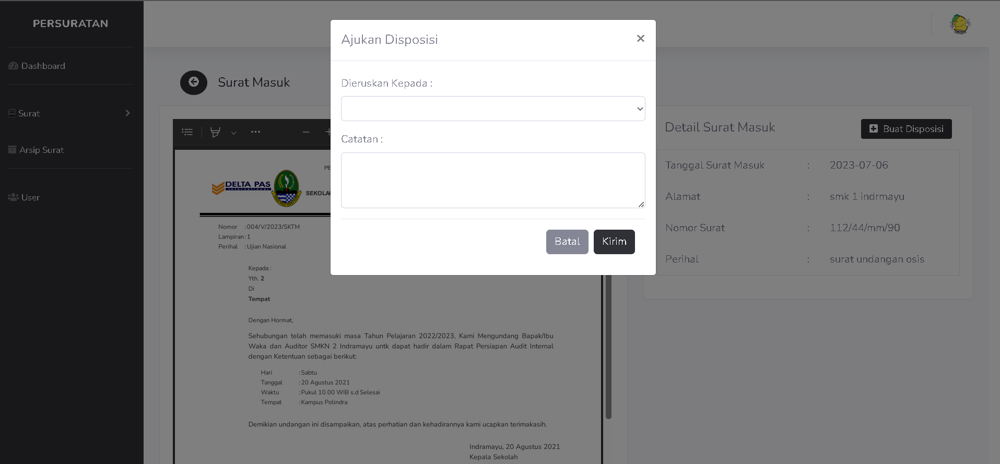 PERSURATAN
Dashboard
Surat
Arsip Surat
User
Surat Masuk
Ajukan Disposisi
×
Dieruskan Kepada :
Catatan :
Batal
Kirim
PE
DELTA PAS
International
SEKOLAH
Nomor : 004/V/2023/SKTM
Lampiran : 1
Perihal : Ujian Nasional
Kepada :
Yth. 2
Di
Tempat
Dengan Hormat,
Sehubungan telah memasuki masa Tahun Pelajaran 2022/2023, Kami Mengundang Bapak/Ibu
Waka dan Auditor SMKN 2 Indramayu untk dapat hadir dalam Rapat Persiapan Audit Internal
dengan Ketentuan sebagai berikut:
Hari : Sabtu
Tanggal : 20 Agustus 2021
Waktu : Pukul 10.00 WIB s.d Selesai
Tempat : Kampus Polindra
Demikian undangan ini disampaikan, atas perhatian dan kehadirannya kami ucapkan terimakasih.
Indramayu, 20 Agustus 2021
Kepala Sekolah
Detail Surat Masuk
Buat Disposisi
Tanggal Surat Masuk : 2023-07-06
Alamat : smk 1 indrmayu
Nomor Surat : 112/44/mm/90
Perihal : surat undangan osis